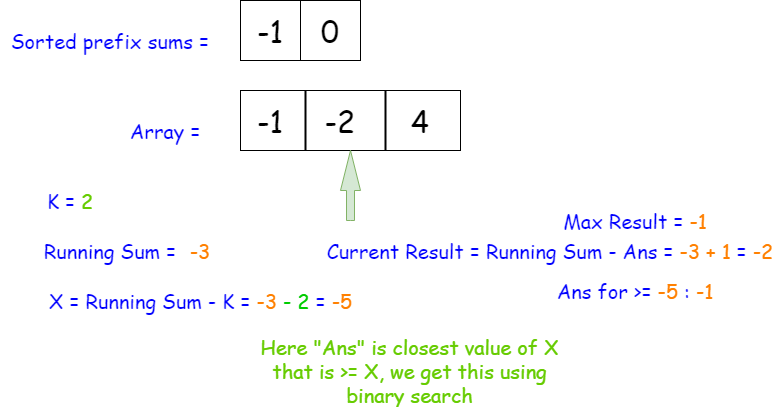 Sorted prefix sums = -1 0
Array = -1 -2 4
K = 2
Max Result = -1
Running Sum = -3
Current Result = Running Sum - Ans = -3 + 1 = -2
X = Running Sum - K = -3 - 2 = -5
Ans for >= -5 : -1
Here "Ans" is closest value of X
that is >= X, we get this using
binary search